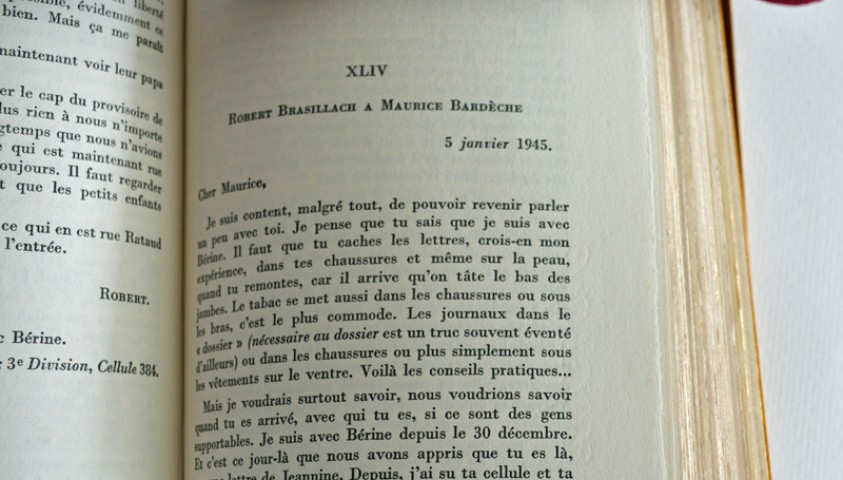 liberté
possible, évidemment ce
bien. Mais ça me paraît
maintenant voir leur papa
er le cap du provisoire de
plus rien à nous n'importe
gtemps que nous n'avions
qui est maintenant rue
toujours. Il faut regarder
t que les petits enfants
ce qui en est rue Rataud
l'entrée.
ROBERT.
c Bérine.
: 3e Division, Cellule 384.
XLIV
ROBERT BRASILLACH A MAURICE BARDÈCHE
5 janvier 1945.
Cher Maurice,
Je suis content, malgré tout, de pouvoir revenir parler
un peu avec toi. Je pense que tu sais que je suis avec
Bérine. Il faut que tu caches les lettres, crois-en mon
expérience, dans tes chaussures et même sur la peau,
quand tu remontes, car il arrive qu'on tâte le bas des
jambes. Le tabac se met aussi dans les chaussures ou sous
les bras, c'est le plus commode. Les journaux dans le
« dossier » (nécessaire au dossier est un truc souvent éventé
d'ailleurs) ou dans les chaussures ou plus simplement sous
les vêtements sur le ventre. Voilà les conseils pratiques...
Mais je voudrais surtout savoir, nous voudrions savoir
quand tu es arrivé, avec qui tu es, si ce sont des gens
supportables. Je suis avec Bérine depuis le 30 décembre.
Et c'est ce jour-là que nous avons appris que tu es là,
lettre de Jeannine. Depuis, j'ai su ta cellule et ta